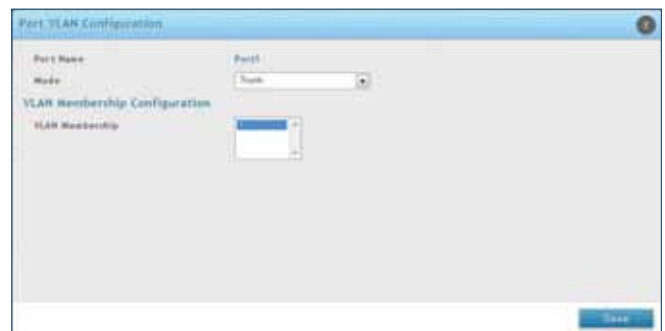 Port VLAN Configuration
Port Name Port1
Mode Trunk
VLAN Membership Configuration
VLAN Membership
Save